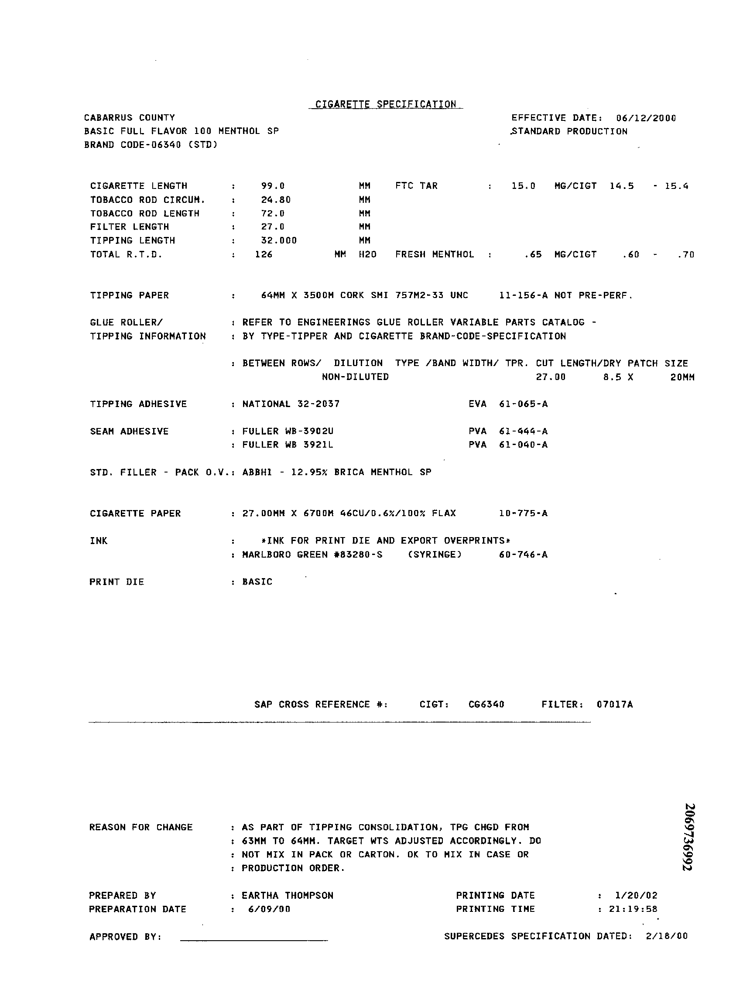 CIGARETTE SPECIFICATION
CABARRUS COUNTY EFFECTIVE DATE: 06/12/2000
BASIC FULL FLAVOR 100 MENTHOL SP STANDARD PRODUCTION
BRAND CODE-06340 (STD)
CIGARETTE LENGTH : 99.0 MM FTC TAR : 15.0 MG/CIGT 14.5 - 15.4
TOBACCO ROD CIRCUM. : 24.80 MM
TOBACCO ROD LENGTH : 72.0 MM
FILTER LENGTH : 27.0 MM
TIPPING LENGTH : 32.000 MM
TOTAL R.T.D. : 126 MM H2O FRESH MENTHOL : .65 MG/CIGT .60 - .70
TIPPING PAPER : 64MM X 3500M CORK SMI 757M2-33 UNC 11-156-A NOT PRE-PERF.
GLUE ROLLER/ : REFER TO ENGINEERINGS GLUE ROLLER VARIABLE PARTS CATALOG -
TIPPING INFORMATION : BY TYPE-TIPPER AND CIGARETTE BRAND-CODE-SPECIFICATION
: BETWEEN ROWS/ DILUTION TYPE /BAND WIDTH/ TPR. CUT LENGTH/DRY PATCH SIZE
NON-DILUTED 27.00 8.5 X 20MM
TIPPING ADHESIVE : NATIONAL 32-2037 EVA 61-065-A
SEAM ADHESIVE : FULLER WB-3902U PVA 61-444-A
: FULLER WB 3921L PVA 61-040-A
STD. FILLER - PACK O.V.: ABBHI - 12.95% BRICA MENTHOL SP
CIGARETTE PAPER : 27.00MM X 6700M 46CU/0.6%/100% FLAX 10-775-A
INK : *INK FOR PRINT DIE AND EXPORT OVERPRINTS*
: MARLBORO GREEN #83280-S (SYRINGE) 60-746-A
PRINT DIE : BASIC
SAP CROSS REFERENCE #: CIGT: CG6340 FILTER: 07017A
REASON FOR CHANGE : AS PART OF TIPPING CONSOLIDATION, TPG CHGD FROM
: 63MM TO 64MM. TARGET WTS ADJUSTED ACCORDINGLY. DO
: NOT MIX IN PACK OR CARTON. OK TO MIX IN CASE OR
: PRODUCTION ORDER.
PREPARED BY : EARTHA THOMPSON PRINTING DATE : 1/20/02
PREPARATION DATE : 6/09/00 PRINTING TIME : 21:19:58
APPROVED BY: SUPERCEDES SPECIFICATION DATED: 2/18/00
2069736992